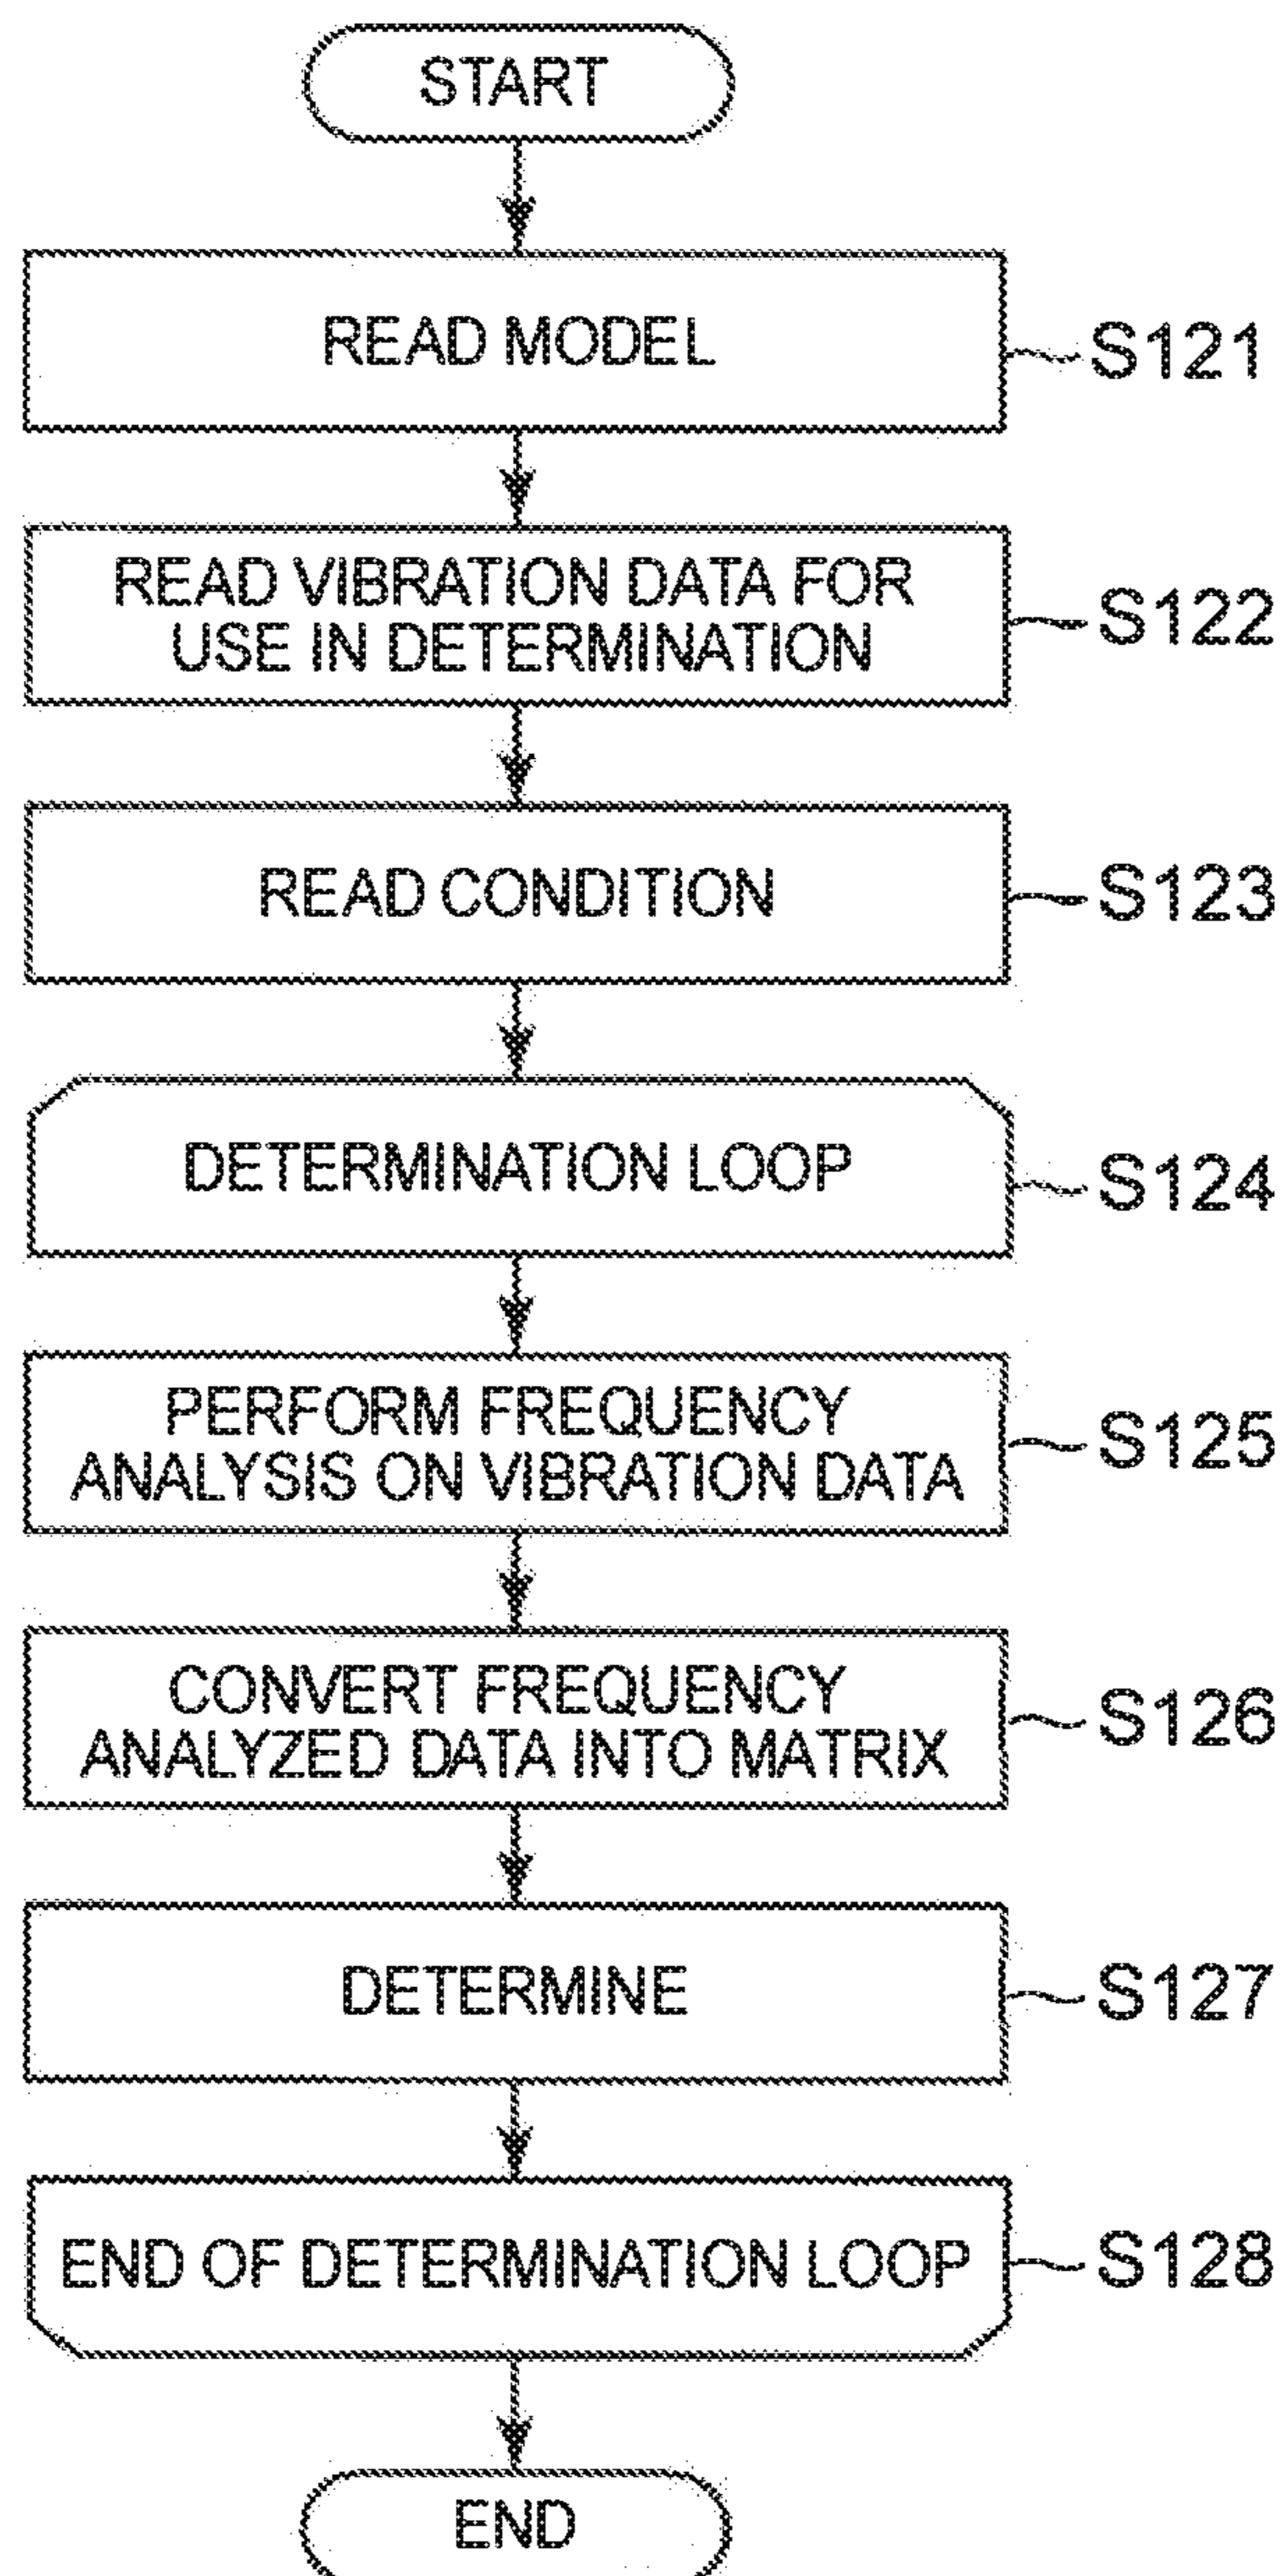 START
READ MODEL
S121
READ VIBRATION DATA FOR
USE IN DETERMINATION
S122
READ CONDITION
S123
DETERMINATION LOOP
S124
PERFORM FREQUENCY
ANALYSIS ON VIBRATION DATA
S125
CONVERT FREQUENCY
ANALYZED DATA INTO MATRIX
S126
DETERMINE
S127
END OF DETERMINATION LOOP
S128
END